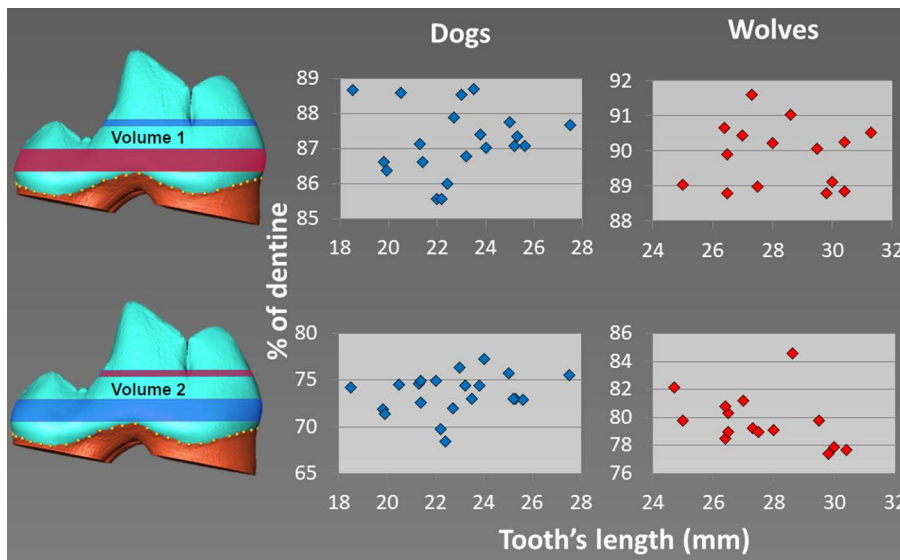 Dogs
Wolves
Volume 1
89
88
87
86
85
18 20 22 24 26 28
92
91
90
89
88
24 26 28 30 32
% of dentine
Volume 2
80
75
70
65
18 20 22 24 26 28
86
84
82
80
78
76
24 26 28 30 32
Tooth's length (mm)